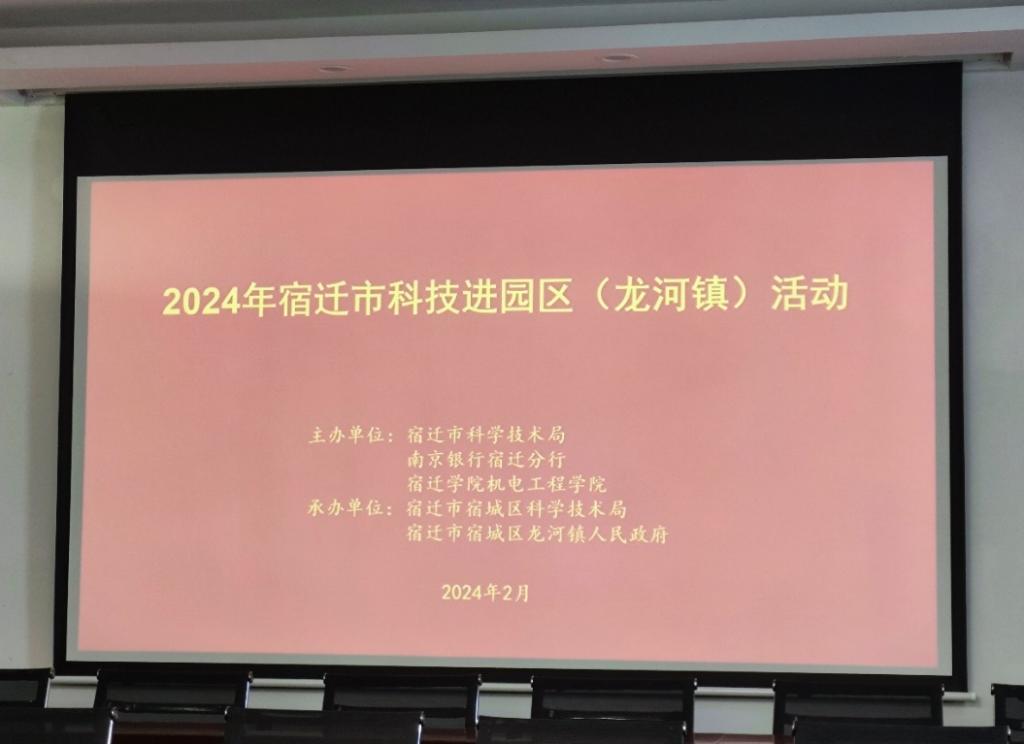 2024年宿迁市科技进园区（龙河镇）活动
主办单位：宿迁市科学技术局
南京银行宿迁分行
宿迁学院机电工程学院
承办单位：宿迁市宿城区科学技术局
宿迁市宿城区龙河镇人民政府
2024年2月